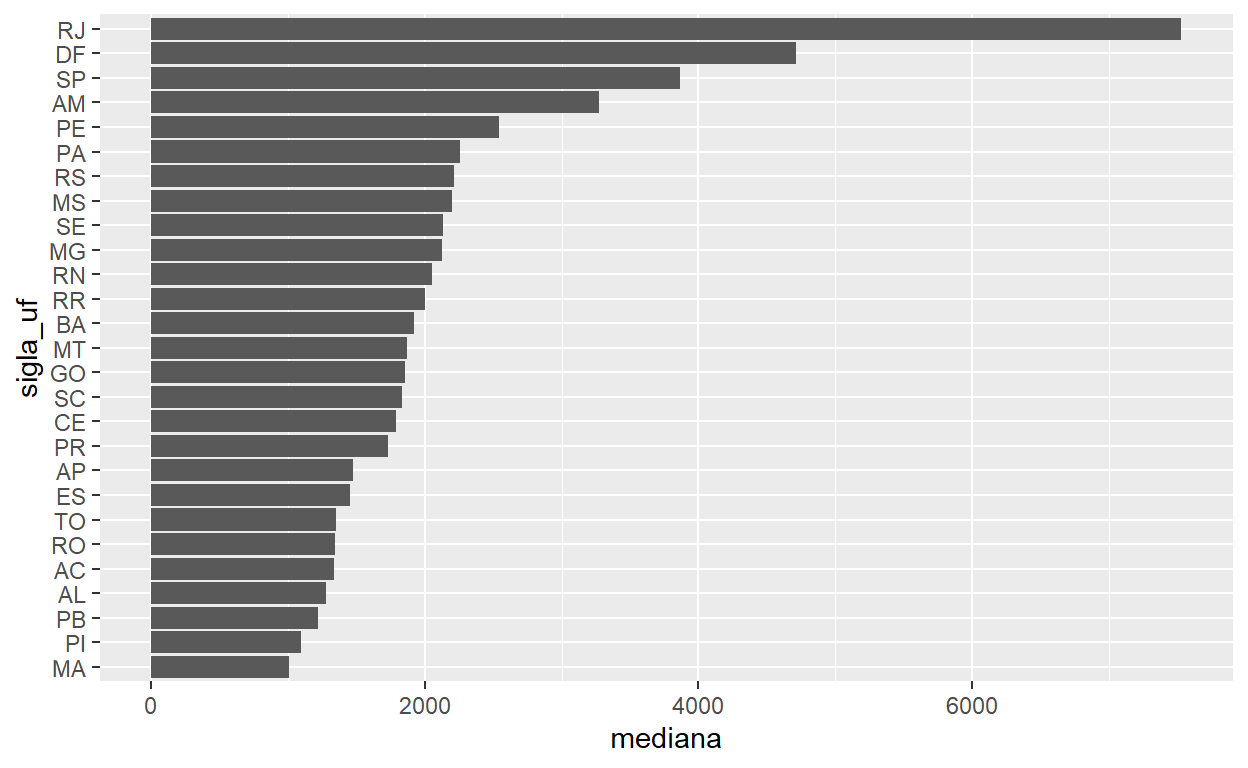 RJ
DF
SP
AM
PE
PA
RS
MS
SE
MG
RN
RR
BA
MT
GO
SC
CE
PR
AP
ES
TO
RO
AC
AL
PB
PI
MA
sigla_uf
0 2000 4000 6000
mediana